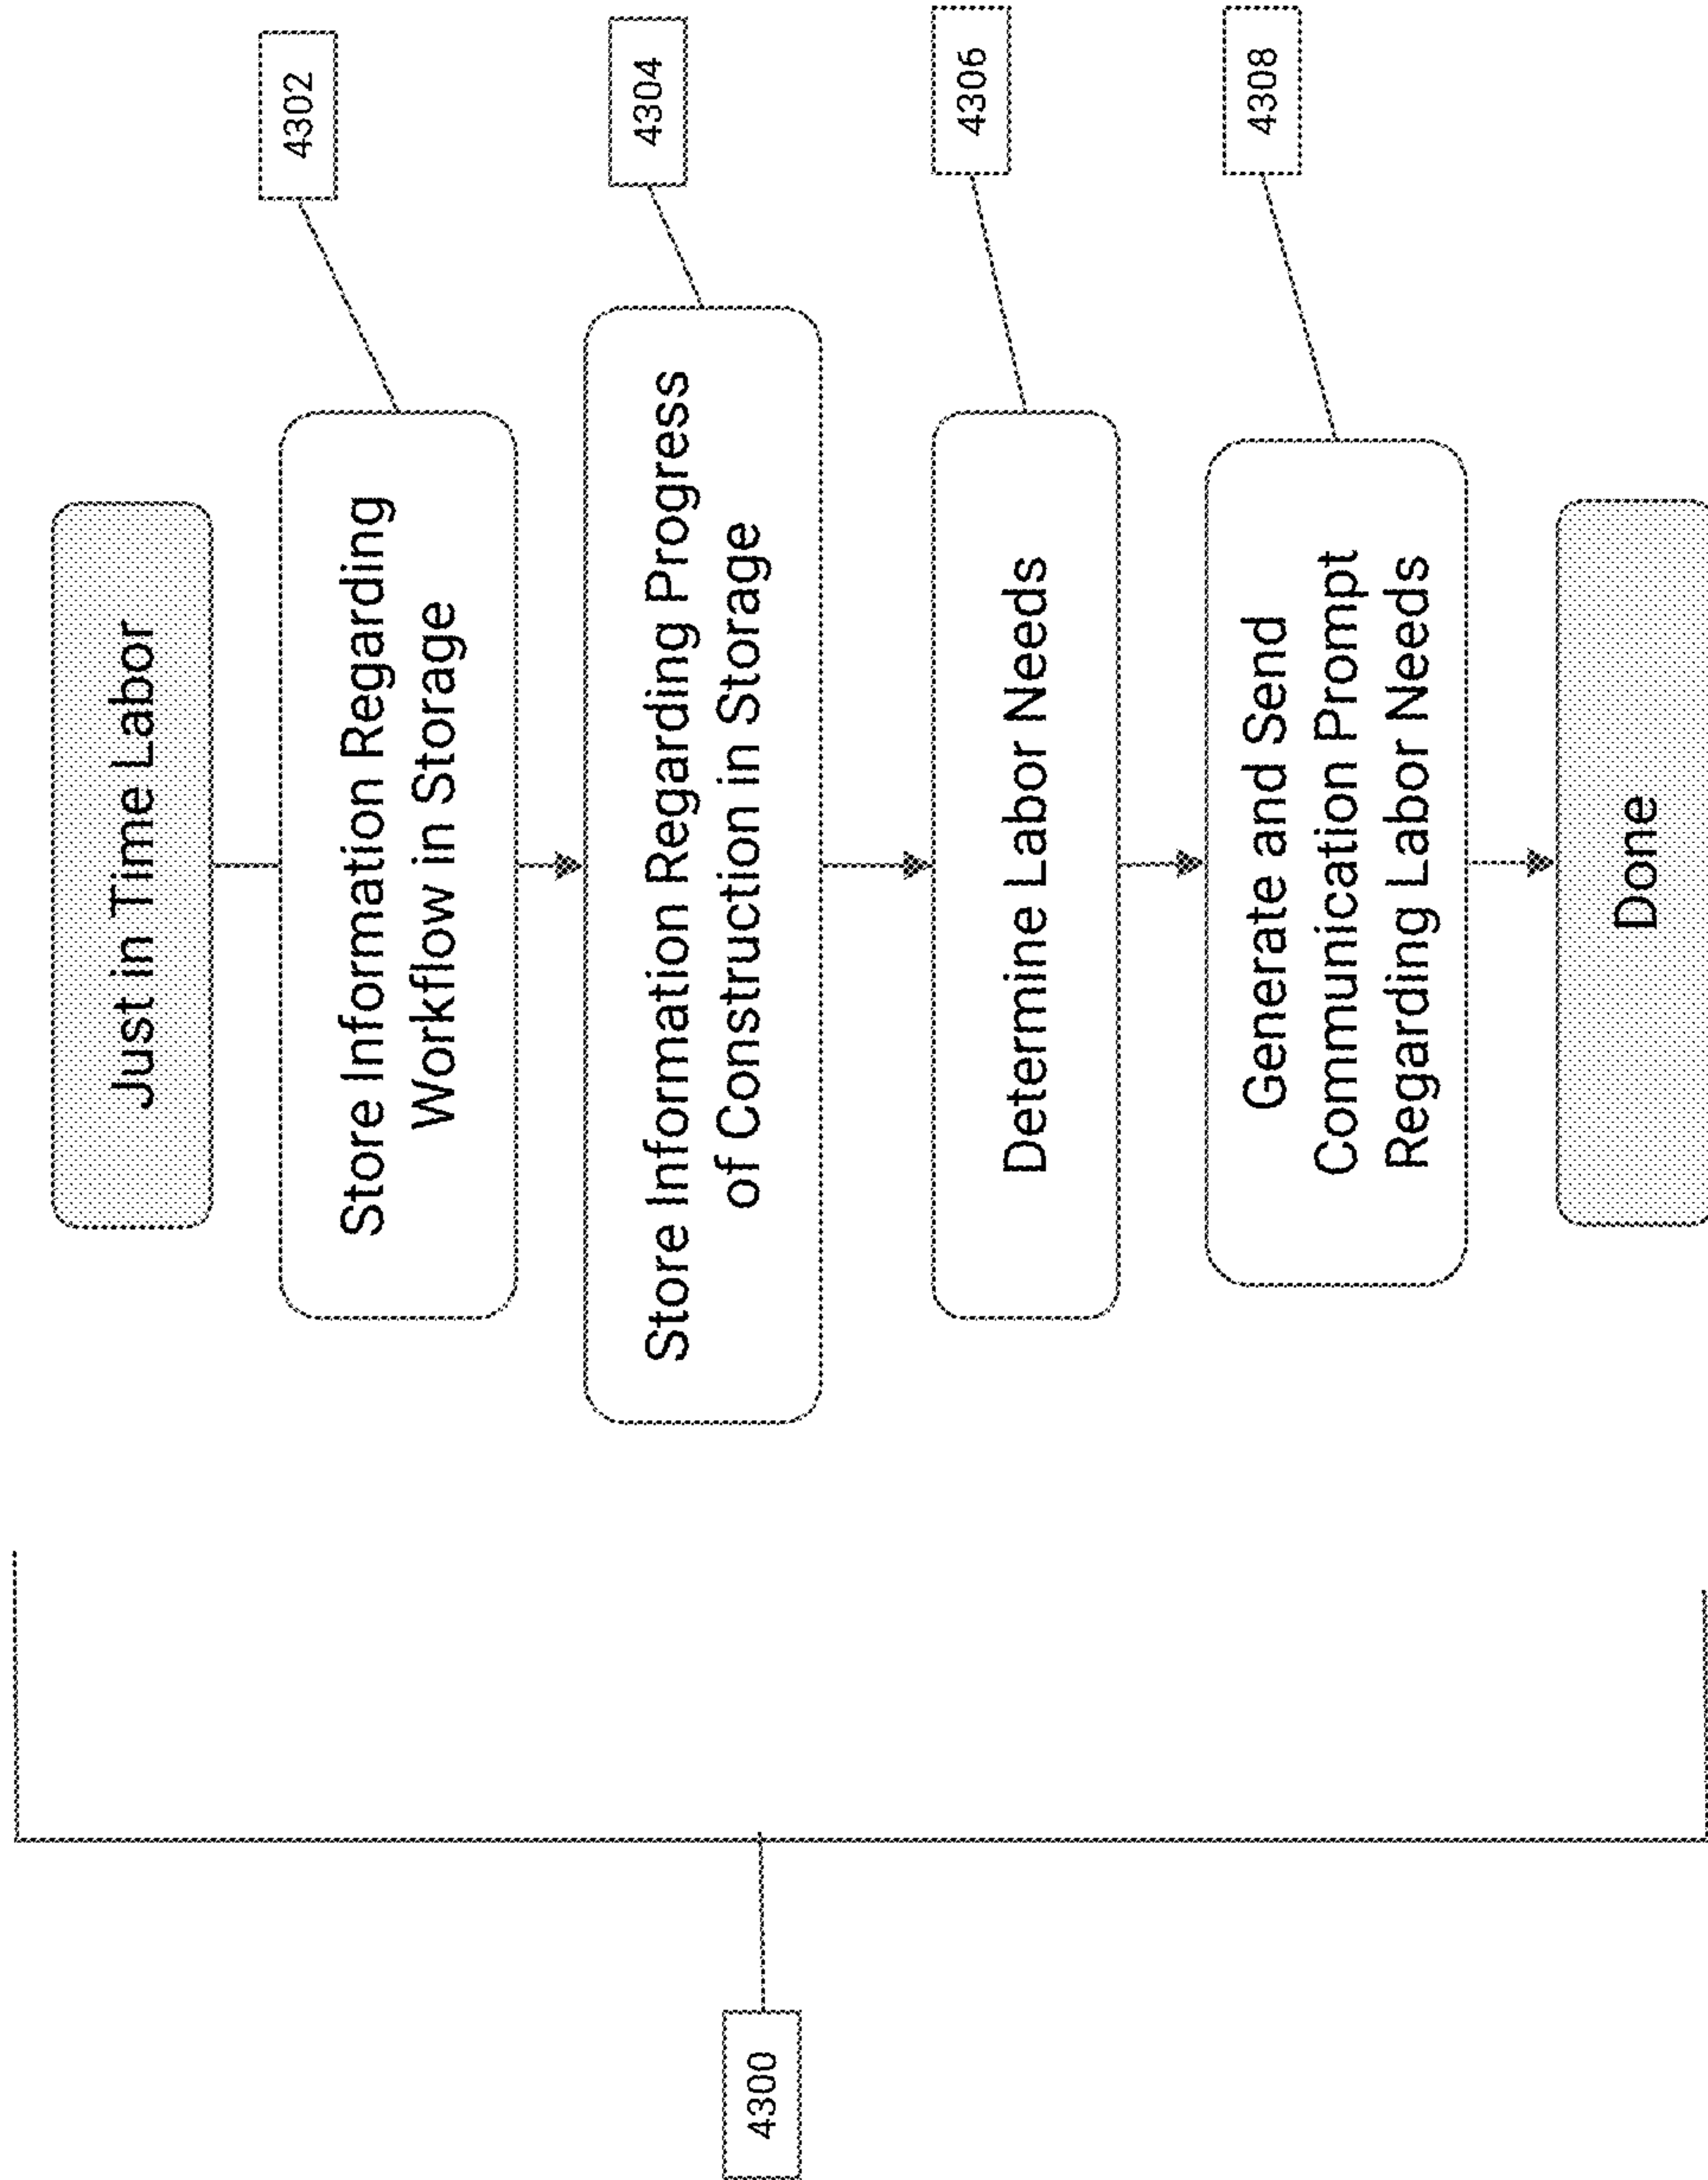 4300
Just in Time Labor
4302
Store Information Regarding
Workflow in Storage
4304
Store Information Regarding Progress
of Construction in Storage
4306
Determine Labor Needs
4308
Generate and Send
Communication Prompt
Regarding Labor Needs
Done